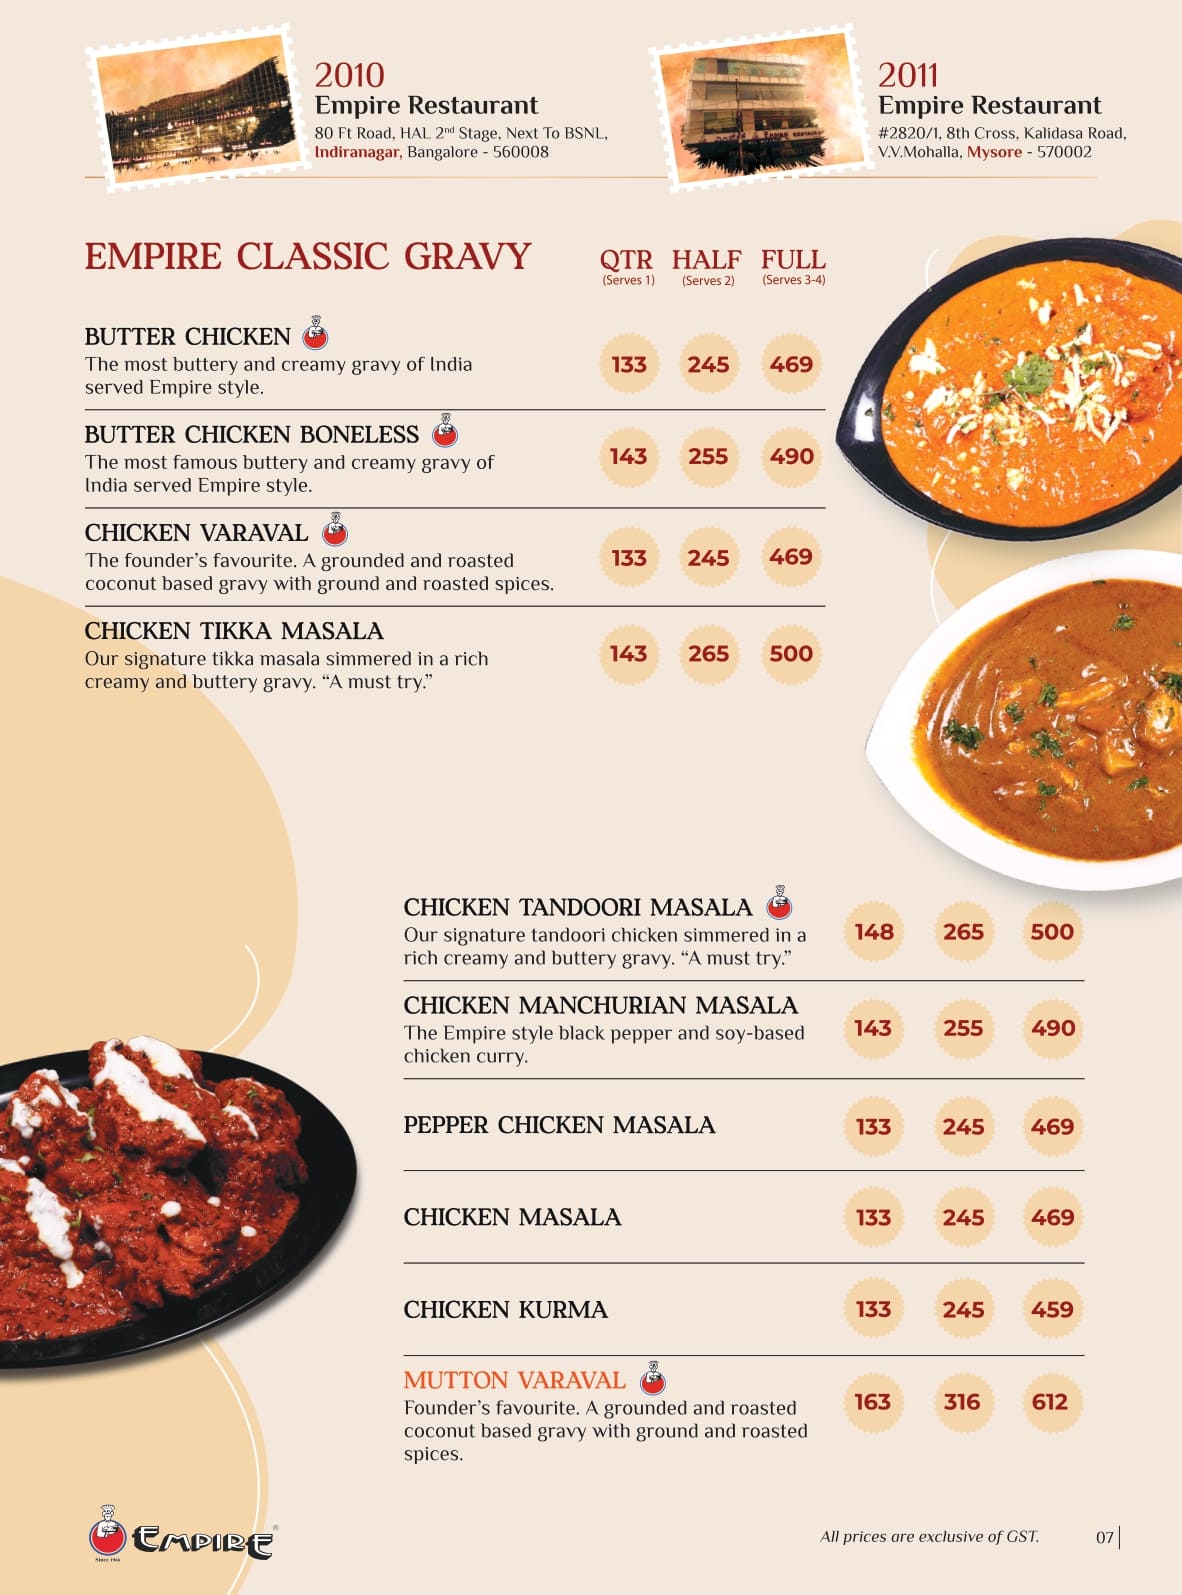 2010
Empire Restaurant
80 Ft Road, HAL 2nd Stage, Next To BSNL,
Indiranagar, Bangalore - 560008
2011
Empire Restaurant
#2820/1, 8th Cross, Kalidasa Road,
V.V.Mohalla, Mysore - 570002
EMPIRE CLASSIC GRAVY
QTR HALF FULL
(Serves 1) (Serves 2) (Serves 3-4)
BUTTER CHICKEN
The most buttery and creamy gravy of India
served Empire style.
133 245 469
BUTTER CHICKEN BONELESS
The most famous buttery and creamy gravy of
India served Empire style.
143 255 490
CHICKEN VARAVAL
The founder's favourite. A grounded and roasted
coconut based gravy with ground and roasted spices.
133 245 469
CHICKEN TIKKA MASALA
Our signature tikka masala simmered in a rich
creamy and buttery gravy. “A must try.”
143 265 500
CHICKEN TANDOORI MASALA
Our signature tandoori chicken simmered in a
rich creamy and buttery gravy. “A must try.”
148 265 500
CHICKEN MANCHURIAN MASALA
The Empire style black pepper and soy-based
chicken curry.
143 255 490
PEPPER CHICKEN MASALA
133 245 469
CHICKEN MASALA
133 245 469
CHICKEN KURMA
133 245 459
MUTTON VARAVAL
Founder's favourite. A grounded and roasted
coconut based gravy with ground and roasted
spices.
163 316 612
EMPIRE®
Since 1966
All prices are exclusive of GST.
07